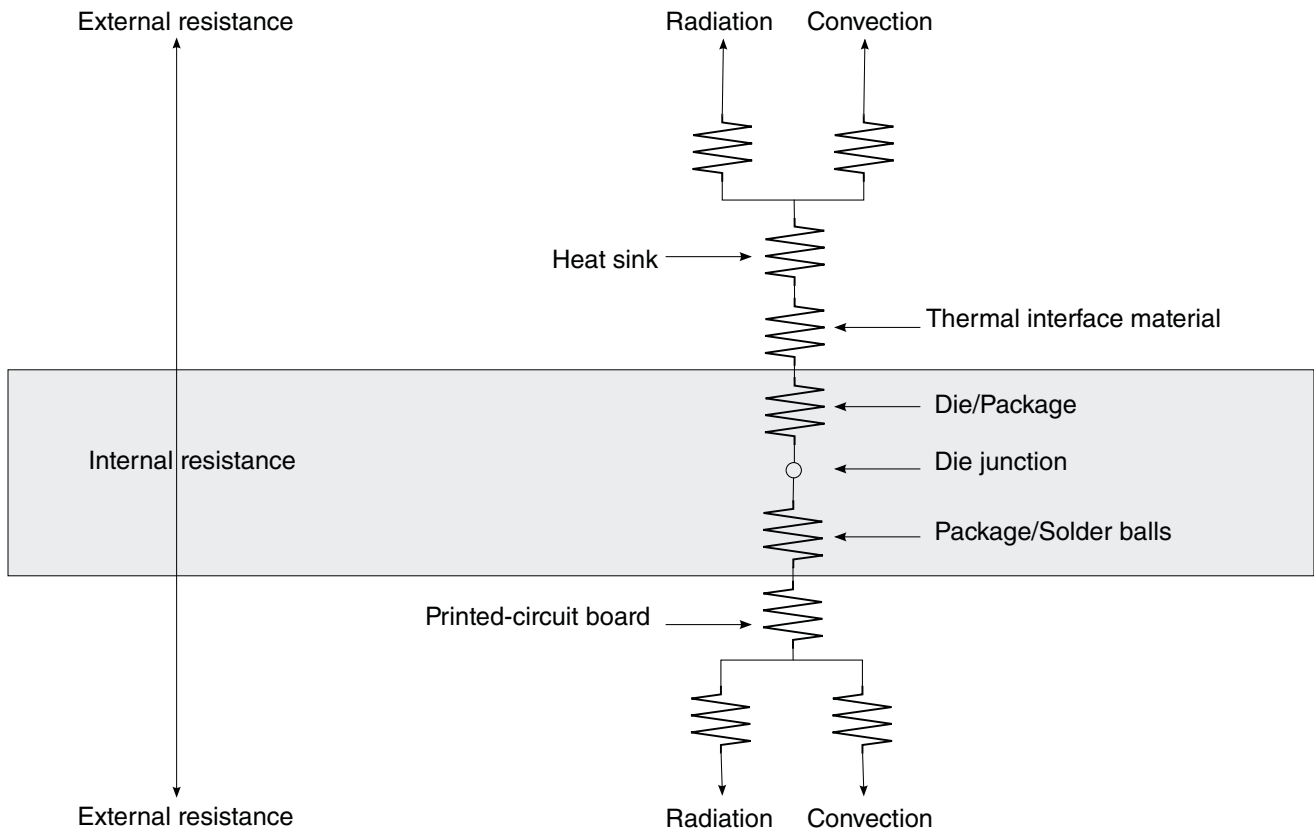 External resistance
Radiation
Convection
Heat sink
Thermal interface material
Die/Package
Internal resistance
Die junction
Package/Solder balls
Printed-circuit board
External resistance
Radiation
Convection